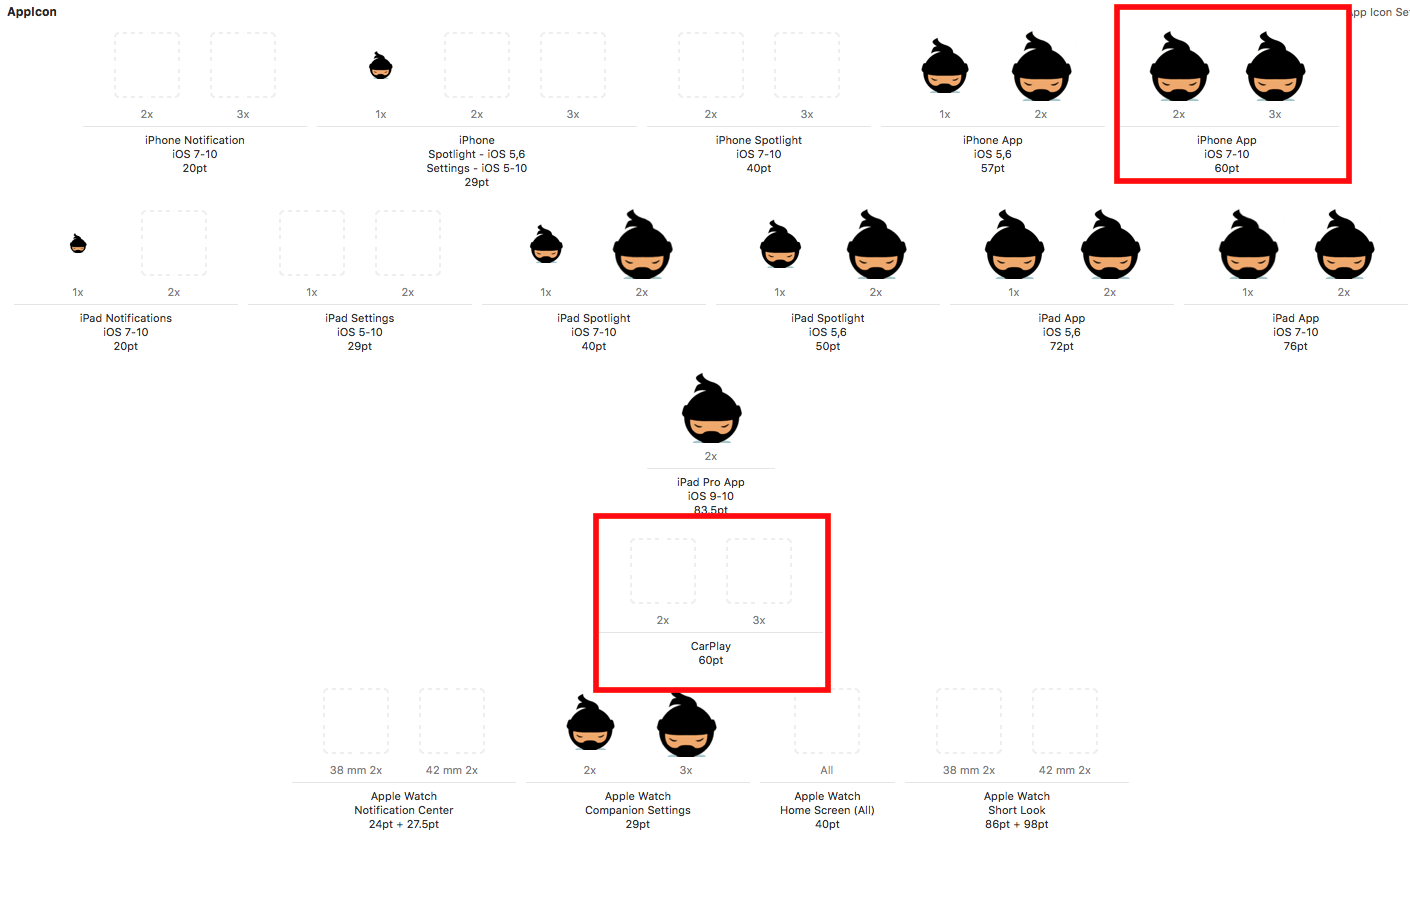 AppIcon
App Icon Se
2x 3x 1x 2x 3x 2x 3x 1x 2x 2x 3x
iPhone Notification
iOS 7-10
20pt
iPhone
Spotlight - iOS 5,6
Settings - iOS 5-10
29pt
iPhone Spotlight
iOS 7-10
40pt
iPhone App
iOS 5,6
57pt
iPhone App
iOS 7-10
60pt
1x 2x 1x 2x 1x 2x 1x 2x 1x 2x 1x 2x
iPad Notifications
iOS 7-10
20pt
iPad Settings
iOS 5-10
29pt
iPad Spotlight
iOS 7-10
40pt
iPad Spotlight
iOS 5,6
50pt
iPad App
iOS 5,6
72pt
iPad App
iOS 7-10
76pt
2x
iPad Pro App
iOS 9-10
83.5pt
2x 3x
CarPlay
60pt
38 mm 2x 42 mm 2x 2x 3x All 38 mm 2x 42 mm 2x
Apple Watch
Notification Center
24pt + 27.5pt
Apple Watch
Companion Settings
29pt
Apple Watch
Home Screen (All)
40pt
Apple Watch
Short Look
86pt + 98pt